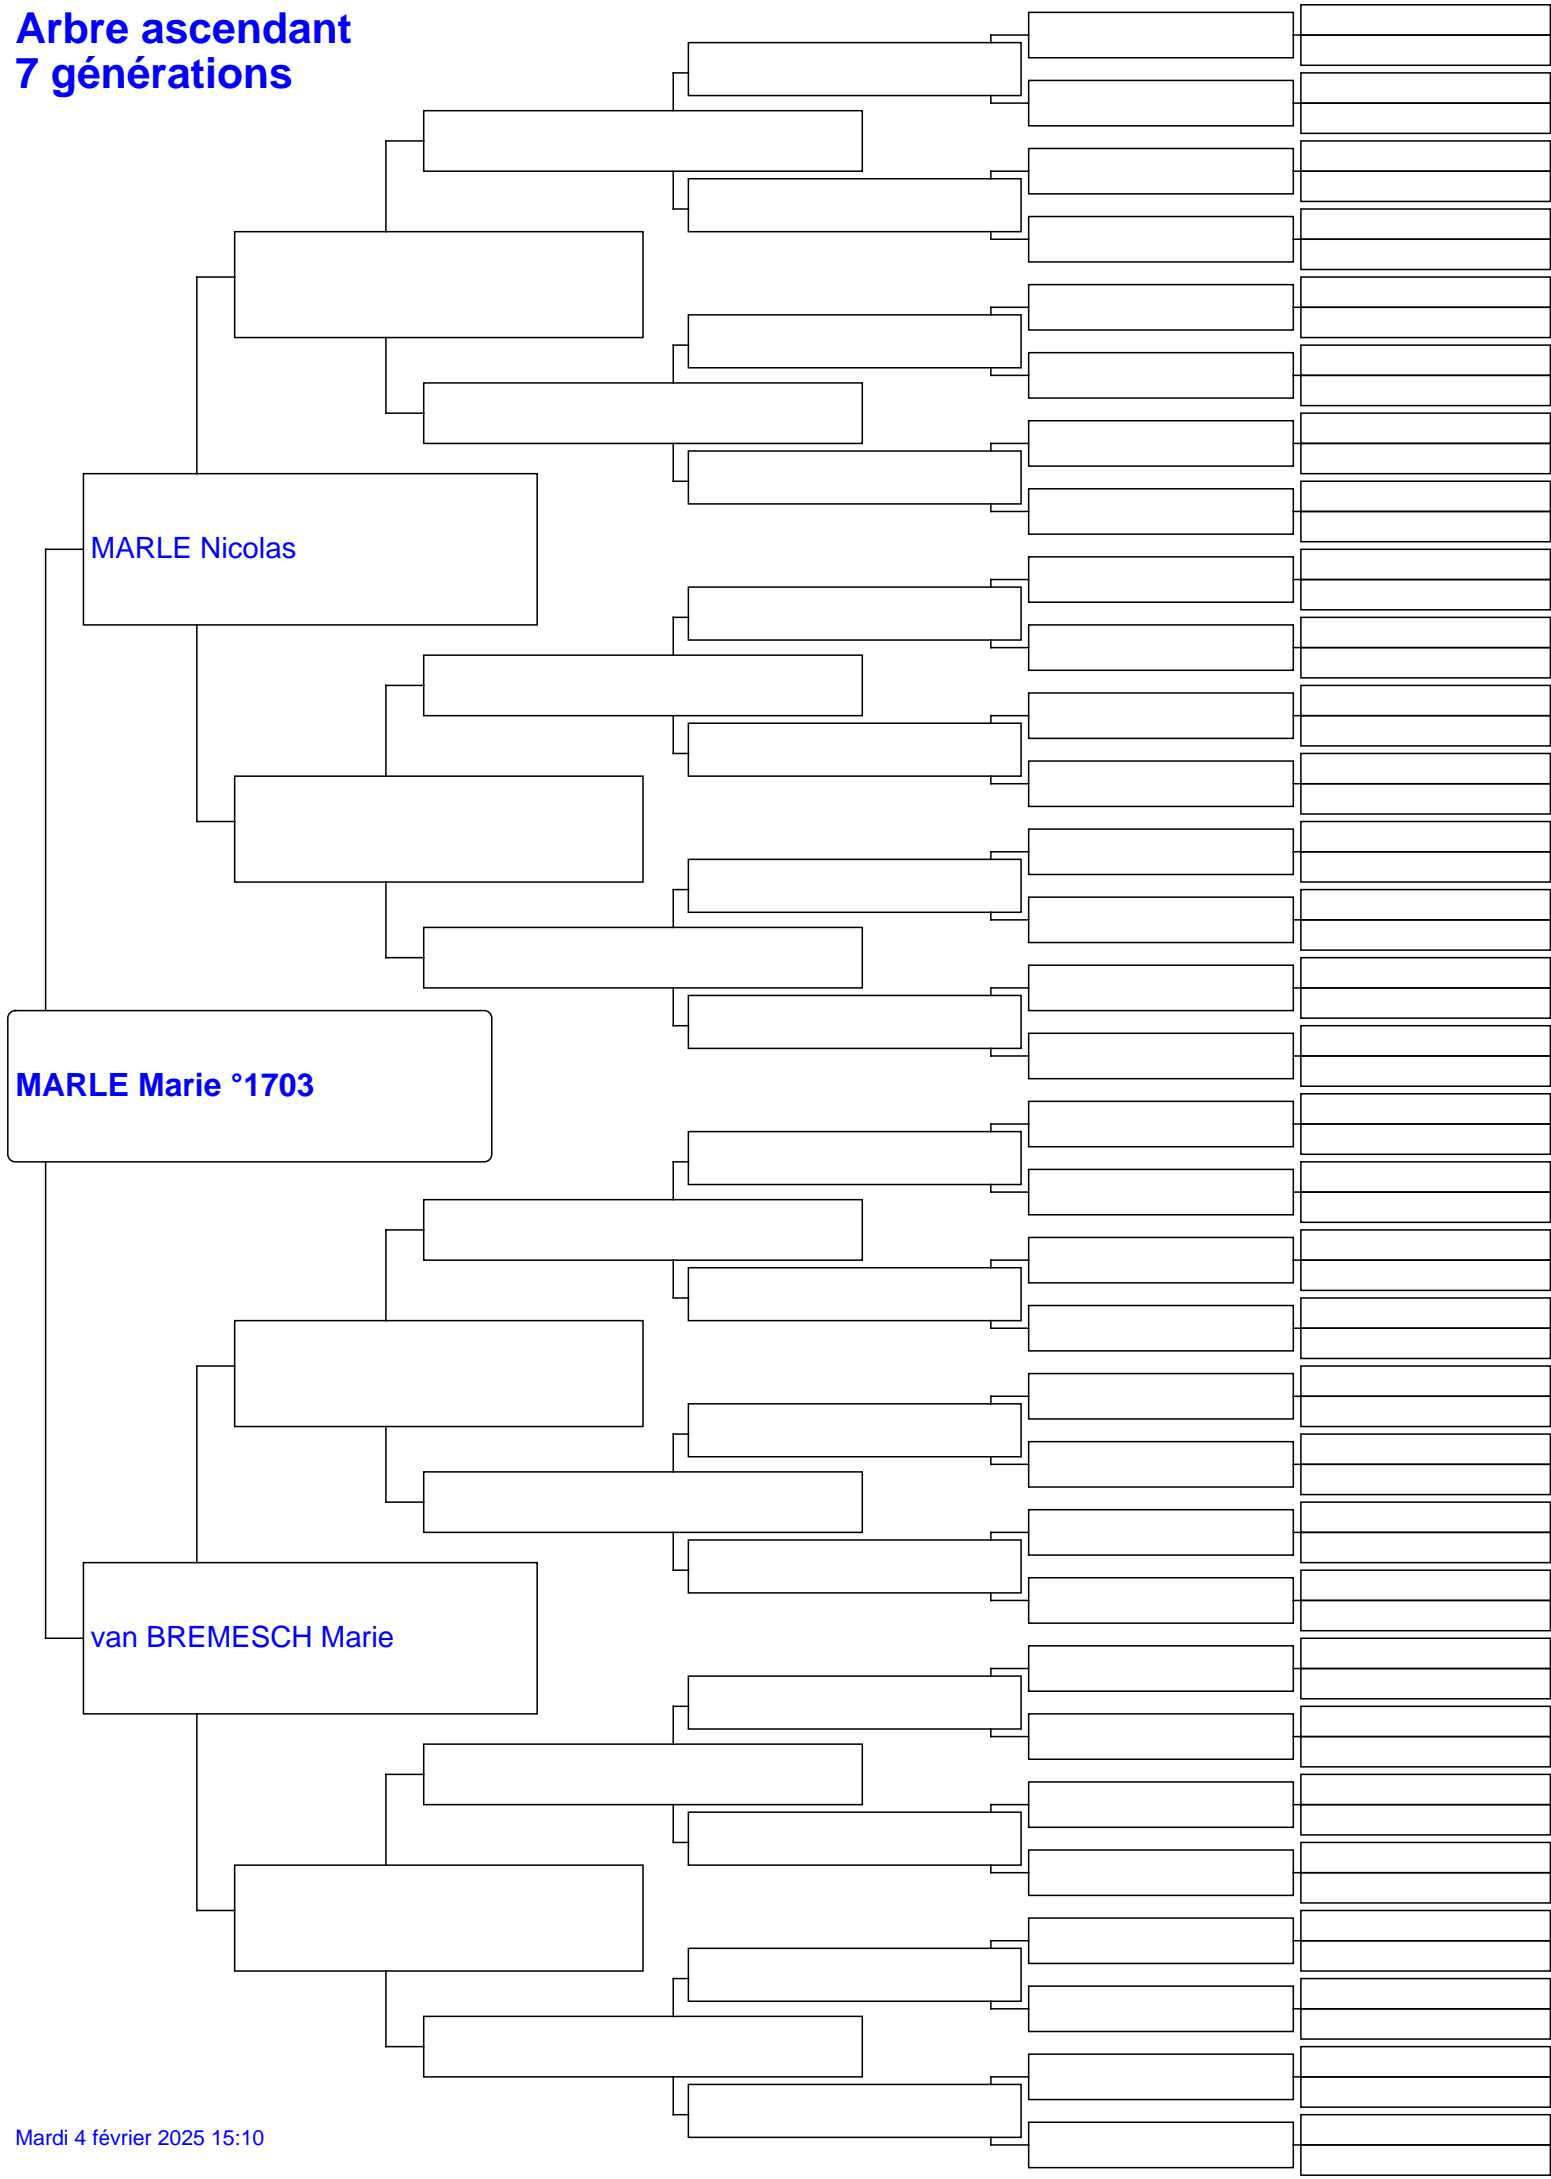 Arbre ascendant
7 générations
MARLE Nicolas
MARLE Marie °1703
van BREMESCH Marie
Mardi 4 février 2025 15:10